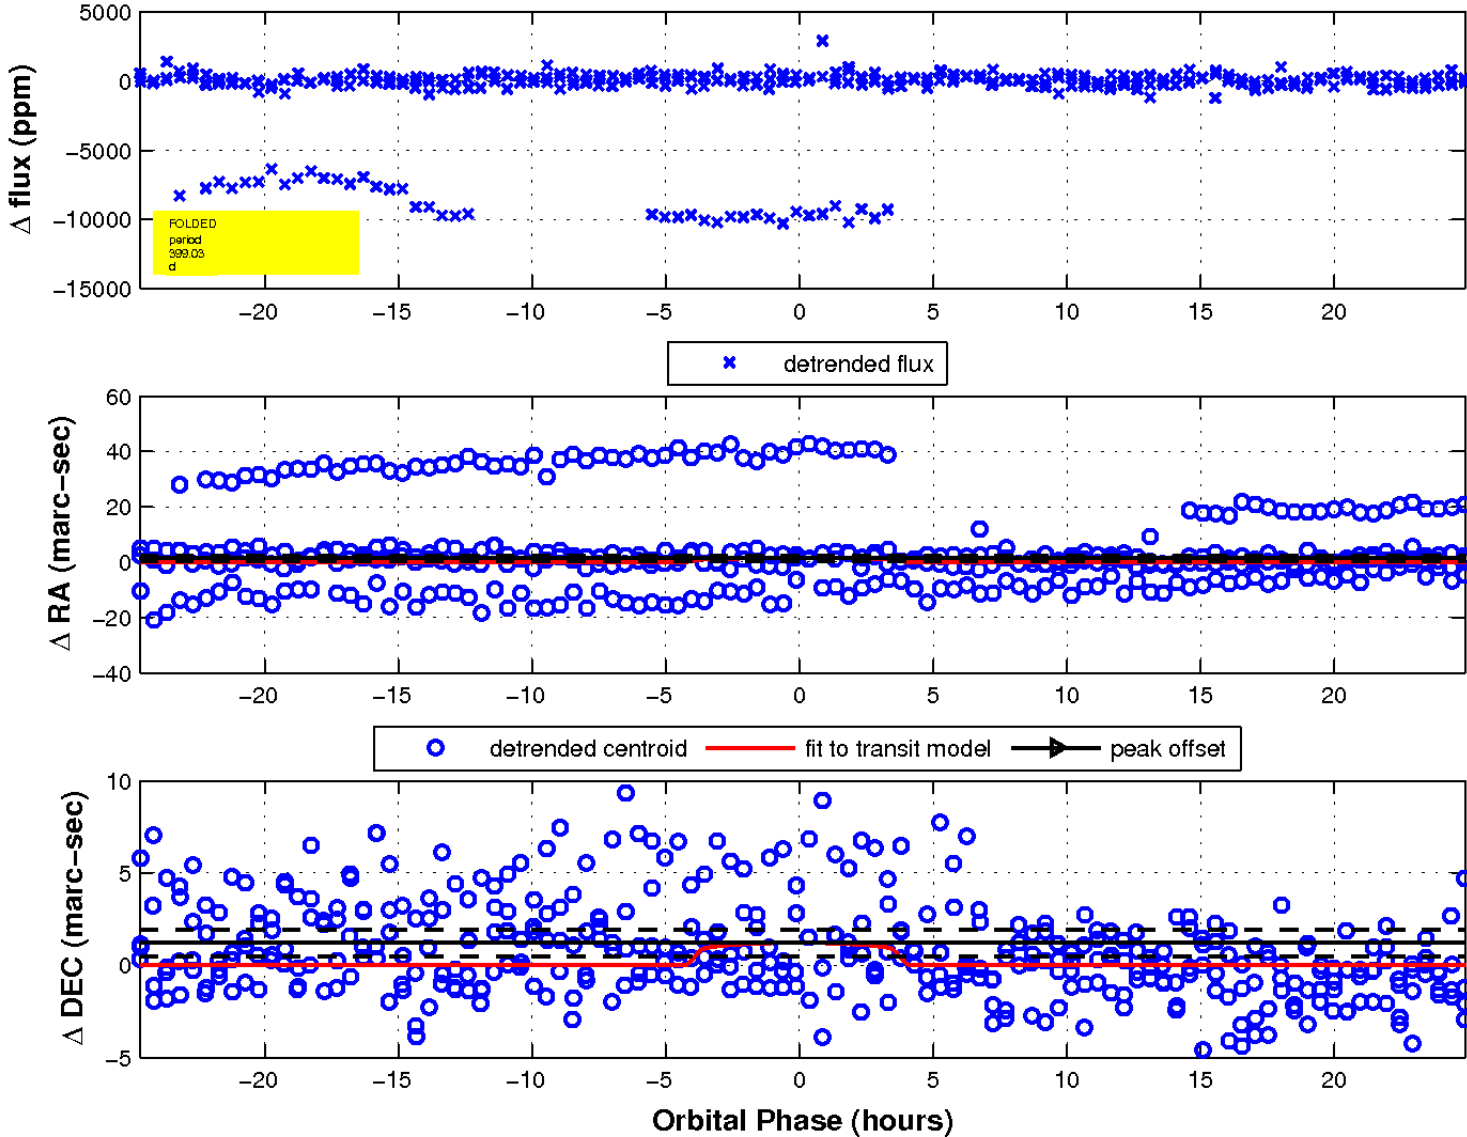 Δ flux (ppm)
5000
0
−5000
−10000
−15000
FOLDED
period
399.03
d
−20 −15 −10 −5 0 5 10 15 20
detrended flux
Δ RA (marc−sec)
60
40
20
0
−20
−40
−20 −15 −10 −5 0 5 10 15 20
detrended centroid fit to transit model peak offset
Δ DEC (marc−sec)
10
5
0
−5
−20 −15 −10 −5 0 5 10 15 20
Orbital Phase (hours)